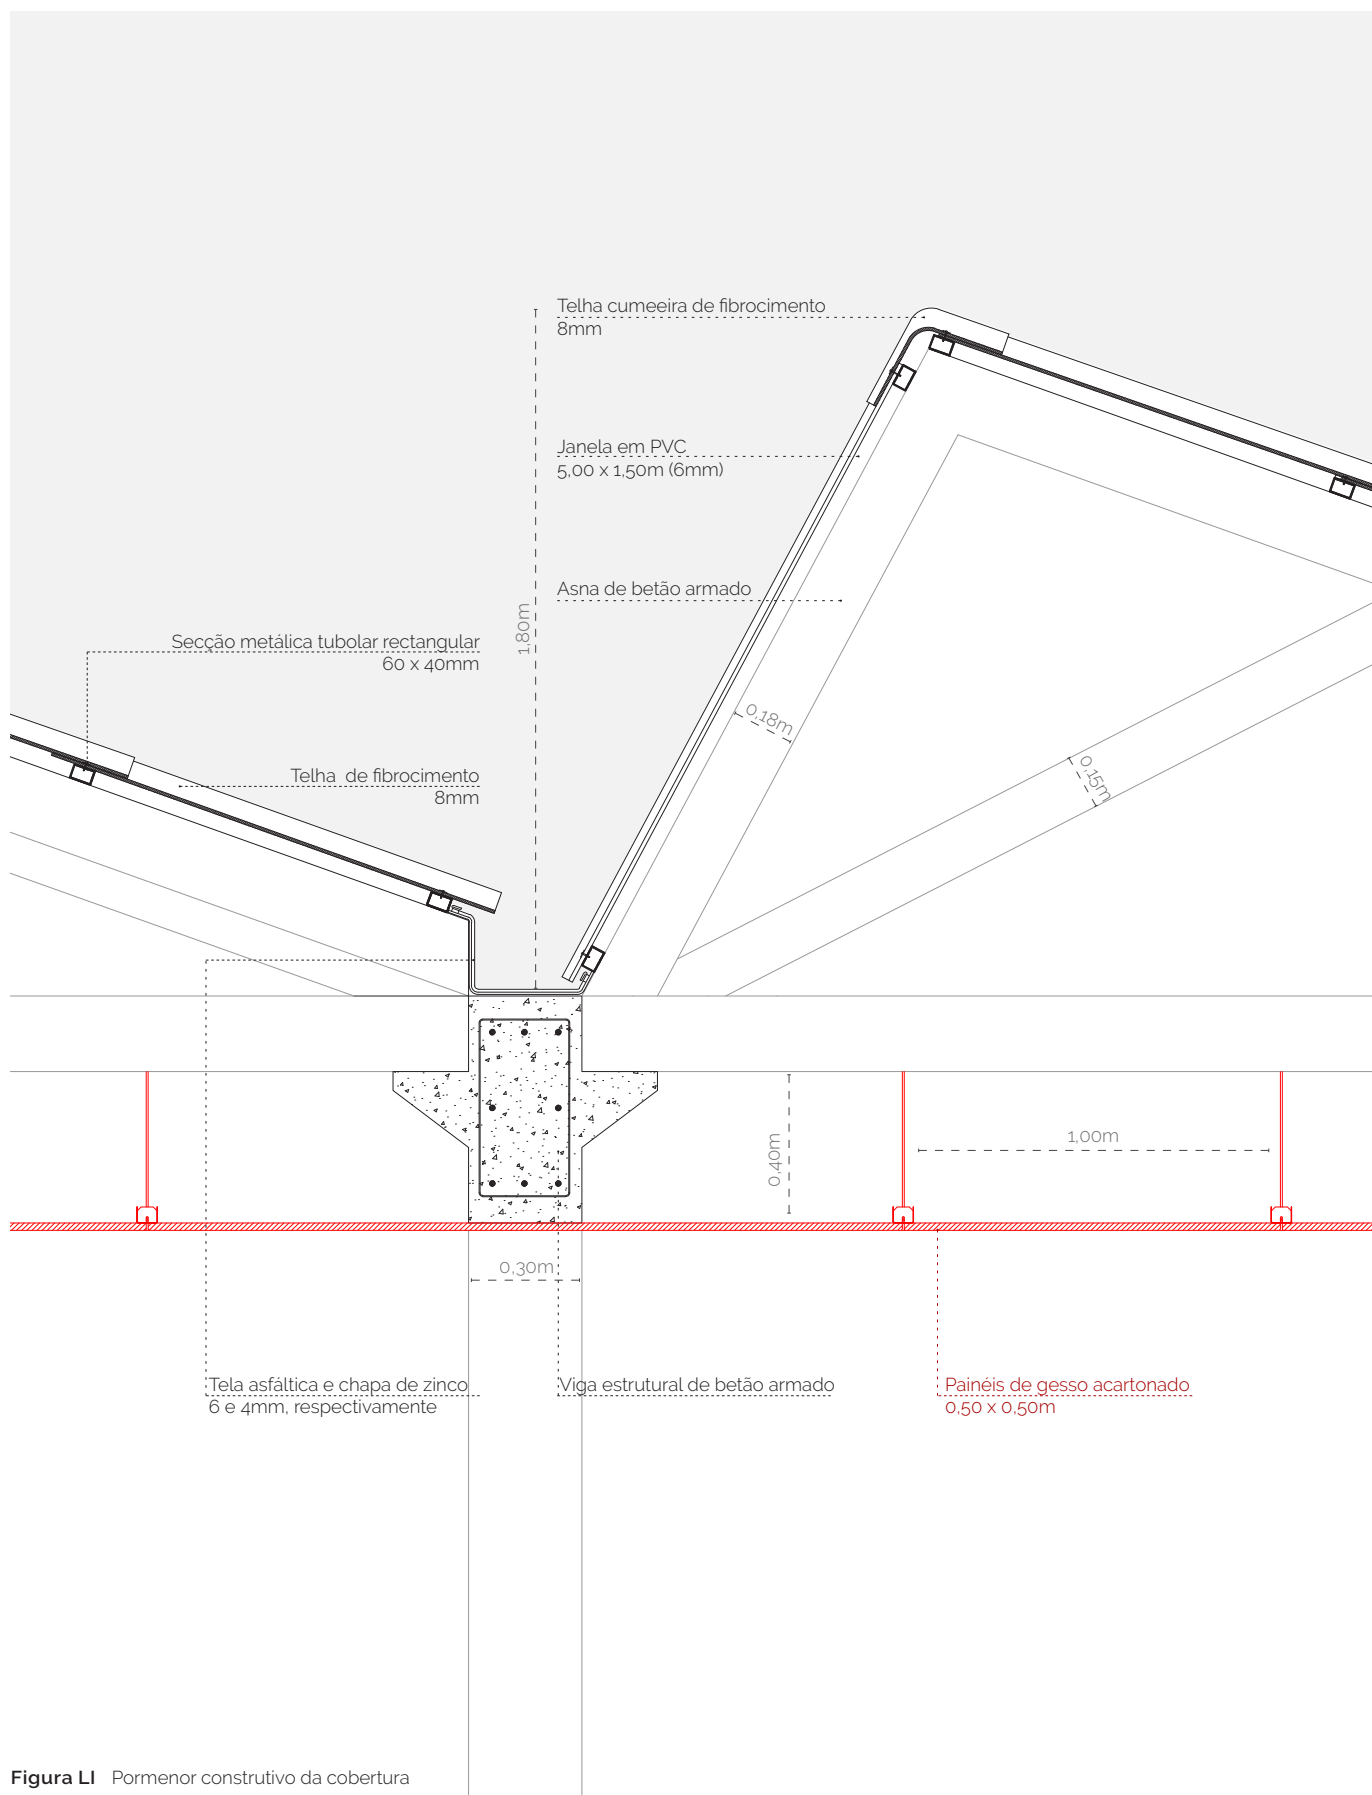 Telha cumeeira de fibrocimento
8mm
Janela em PVC
5,00 x 1,50m (6mm)
Asna de betão armado
1,80m
Secção metálica tubolar rectangular
60 x 40mm
0,18m
0,15m
Telha de fibrocimento
8mm
1,00m
0,40m
0,30m
Tela asfáltica e chapa de zinco
6 e 4mm, respectivamente
Viga estrutural de betão armado
Painéis de gesso acartonado
0,50 x 0,50m
Figura LI Pormenor construtivo da cobertura